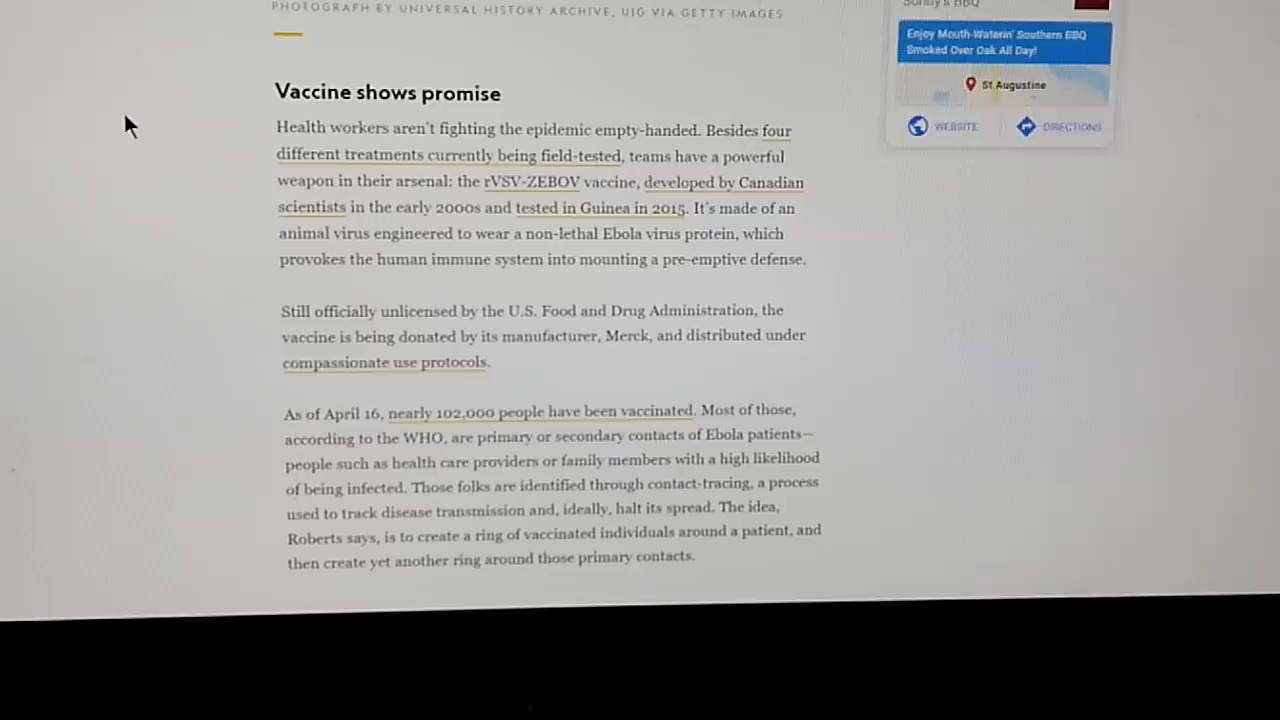 PHOTOGRAPH BY UNIVERSAL HISTORY ARCHIVE, UIG VIA GETTY IMAGES
Vaccine shows promise
Health workers aren't fighting the epidemic empty-handed. Besides four
different treatments currently being field-tested, teams have a powerful
weapon in their arsenal: the rVSV-ZEBOV vaccine, developed by Canadian
scientists in the early 2000s and tested in Guinea in 2015. It's made of an
animal virus engineered to wear a non-lethal Ebola virus protein, which
provokes the human immune system into mounting a pre-emptive defense.
Still officially unlicensed by the U.S. Food and Drug Administration, the
vaccine is being donated by its manufacturer, Merck, and distributed under
compassionate use protocols.
As of April 16, nearly 102,000 people have been vaccinated. Most of those,
according to the WHO, are primary or secondary contacts of Ebola patients—
people such as health care providers or family members with a high likelihood
of being infected. Those folks are identified through contact-tracing, a process
used to track disease transmission and, ideally, halt its spread. The idea,
Roberts says, is to create a ring of vaccinated individuals around a patient, and
then create yet another ring around those primary contacts.
Sonny's BBQ
Enjoy Mouth-Waterin' Southern BBQ
Smoked Over Oak All Day!
St Augustine
WEBSITE
DIRECTIONS